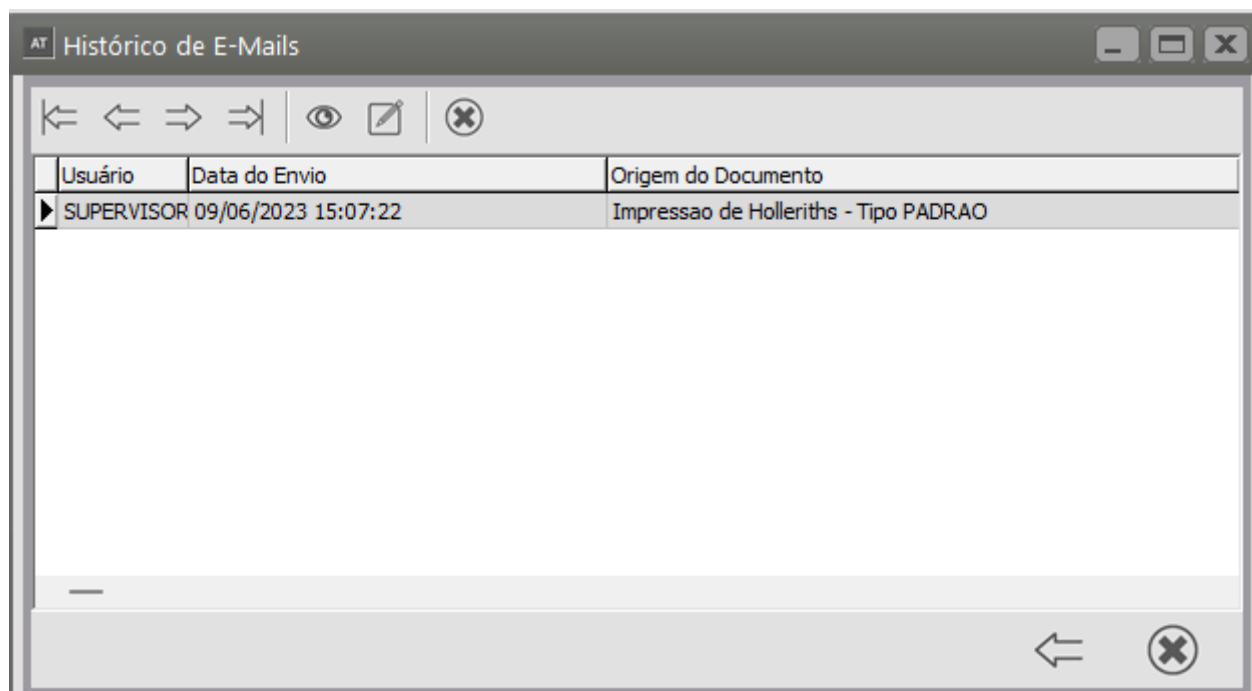 AT Histórico de E-Mails
Usuário Data do Envio Origem do Documento
SUPERVISOR 09/06/2023 15:07:22 Impressao de Holleriths - Tipo PADRAO